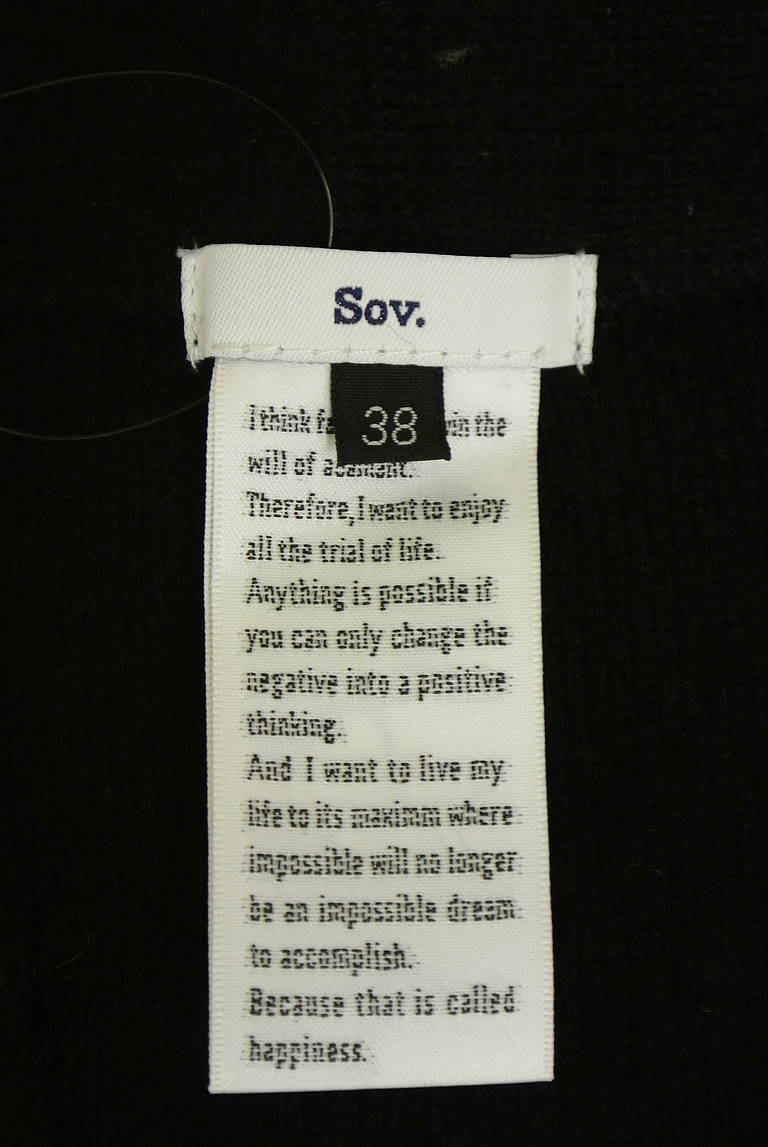 Sov.
38
I think in the
will of
Therefore, I want to enjoy
all the trial of life.
Anything is possible if
you can only change the
negative into a positive
thinking.
And I want to live my
life to its maximm where
impossible will no longer
be an impossible dream
to accomplish.
Because that is called
happiness.